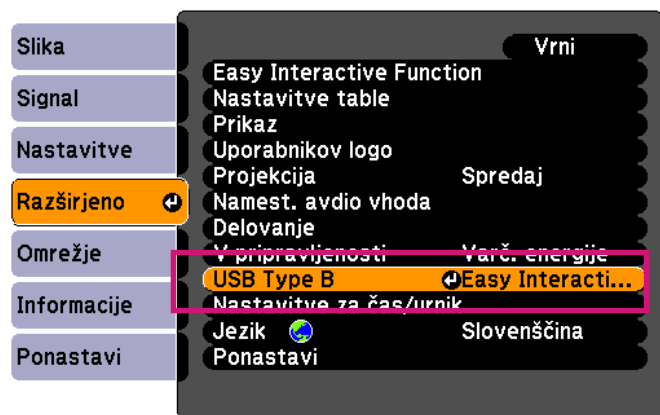 Slika
Signal
Nastavitve
Razširjeno
Omrežje
Informacije
Ponastavi
Vrni
Easy Interactive Function
Nastavitve table
Prikaz
Uporabnikov logo
Projekcija Spredaj
Namest. avdio vhoda
Delovanje
V pripravljenosti Varč. energije
USB Type B Easy Interacti...
Nastavitve za čas/urnik
Jezik Slovenščina
Ponastavi